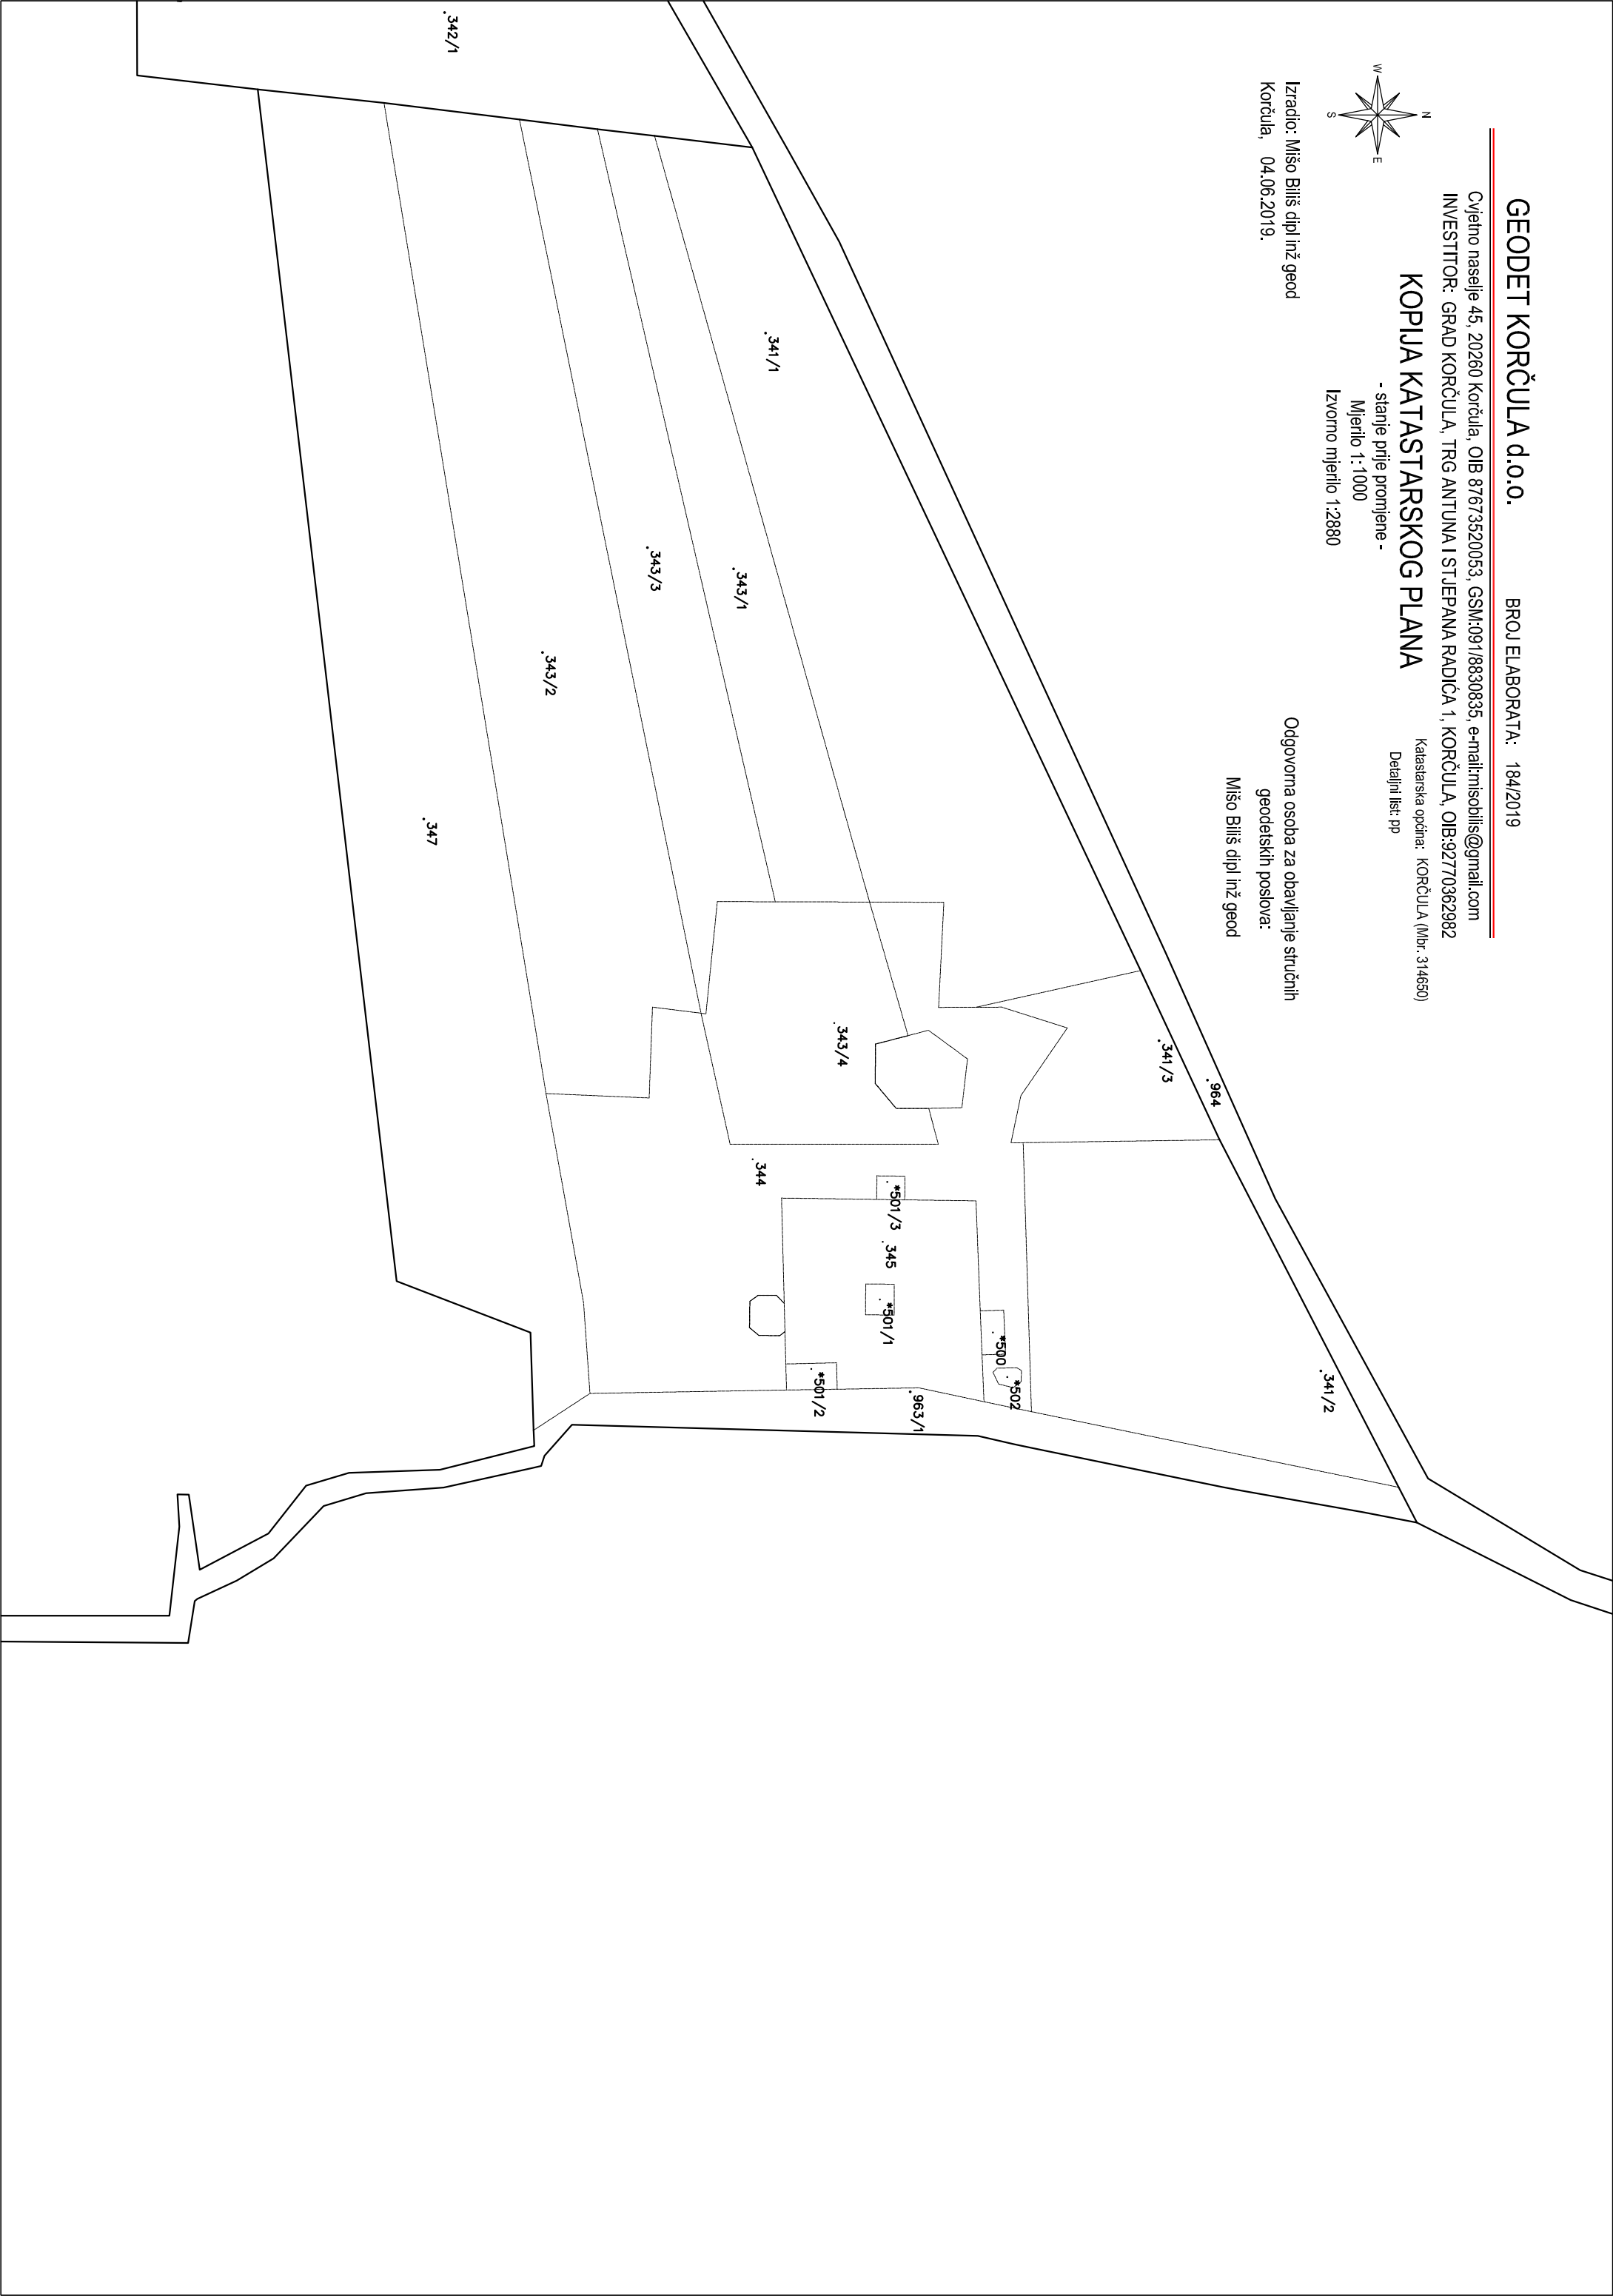 GEODET KORČULA d.o.o. BROJ ELABORATA: 184/2019
Cvjetno naselje 45, 20260 Korčula, OIB 87673520053, GSM:091/8830835, e-mail:misobilis@gmail.com
INVESTITOR: GRAD KORČULA, TRG ANTUNA I STJEPANA RADIĆA 1, KORČULA, OIB:92770362982
KOPIJA KATASTARSKOG PLANA
- stanje prije promjene -
Mjerilo 1:1000
Izvorno mjerilo 1:2880
Katastarska općina: KORČULA (Mbr. 314650)
Detaljni list: pp
N
W
E
S
Izradio: Mišo Biliš dipl inž geod
Korčula, 04.06.2019.
Odgovorna osoba za obavljanje stručnih
geodetskih poslova:
Mišo Biliš dipl inž geod
341/2
964
341/3
*502
*500
963/1
*501/3
345
*501/1
343/4
*501/2
341/1
344
343/1
343/3
343/2
342/1
347